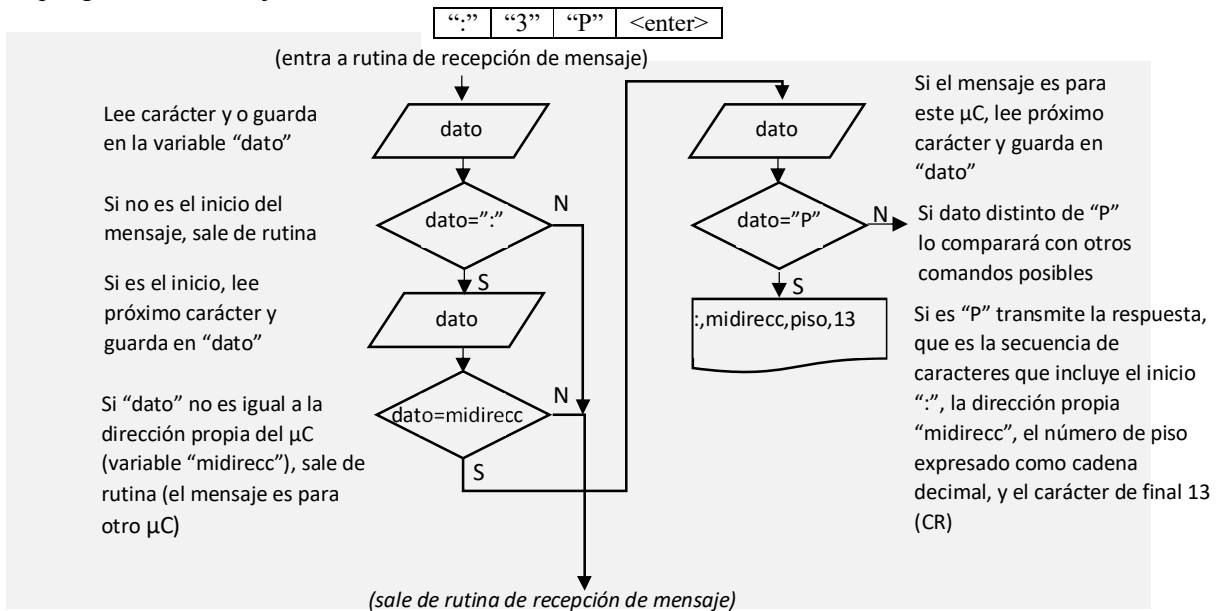 “:” “3” “P” <enter>
(entra a rutina de recepción de mensaje)
Lee carácter y o guarda
en la variable “dato”
dato
Si no es el inicio del
mensaje, sale de rutina
dato=”:”
N
S
Si es el inicio, lee
próximo carácter y
guarda en “dato”
dato
Si “dato” no es igual a la
dirección propia del µC
(variable “midirecc”), sale de
rutina (el mensaje es para
otro µC)
dato=midirecc
N
S
dato
Si el mensaje es para
este µC, lee próximo
carácter y guarda en
“dato”
dato=”P”
N
Si dato distinto de “P”
lo comparará con otros
comandos posibles
S
:,midirecc,piso,13
Si es “P” transmite la respuesta,
que es la secuencia de
caracteres que incluye el inicio
“:”, la dirección propia
“midirecc”, el número de piso
expresado como cadena
decimal, y el carácter de final 13
(CR)
(sale de rutina de recepción de mensaje)